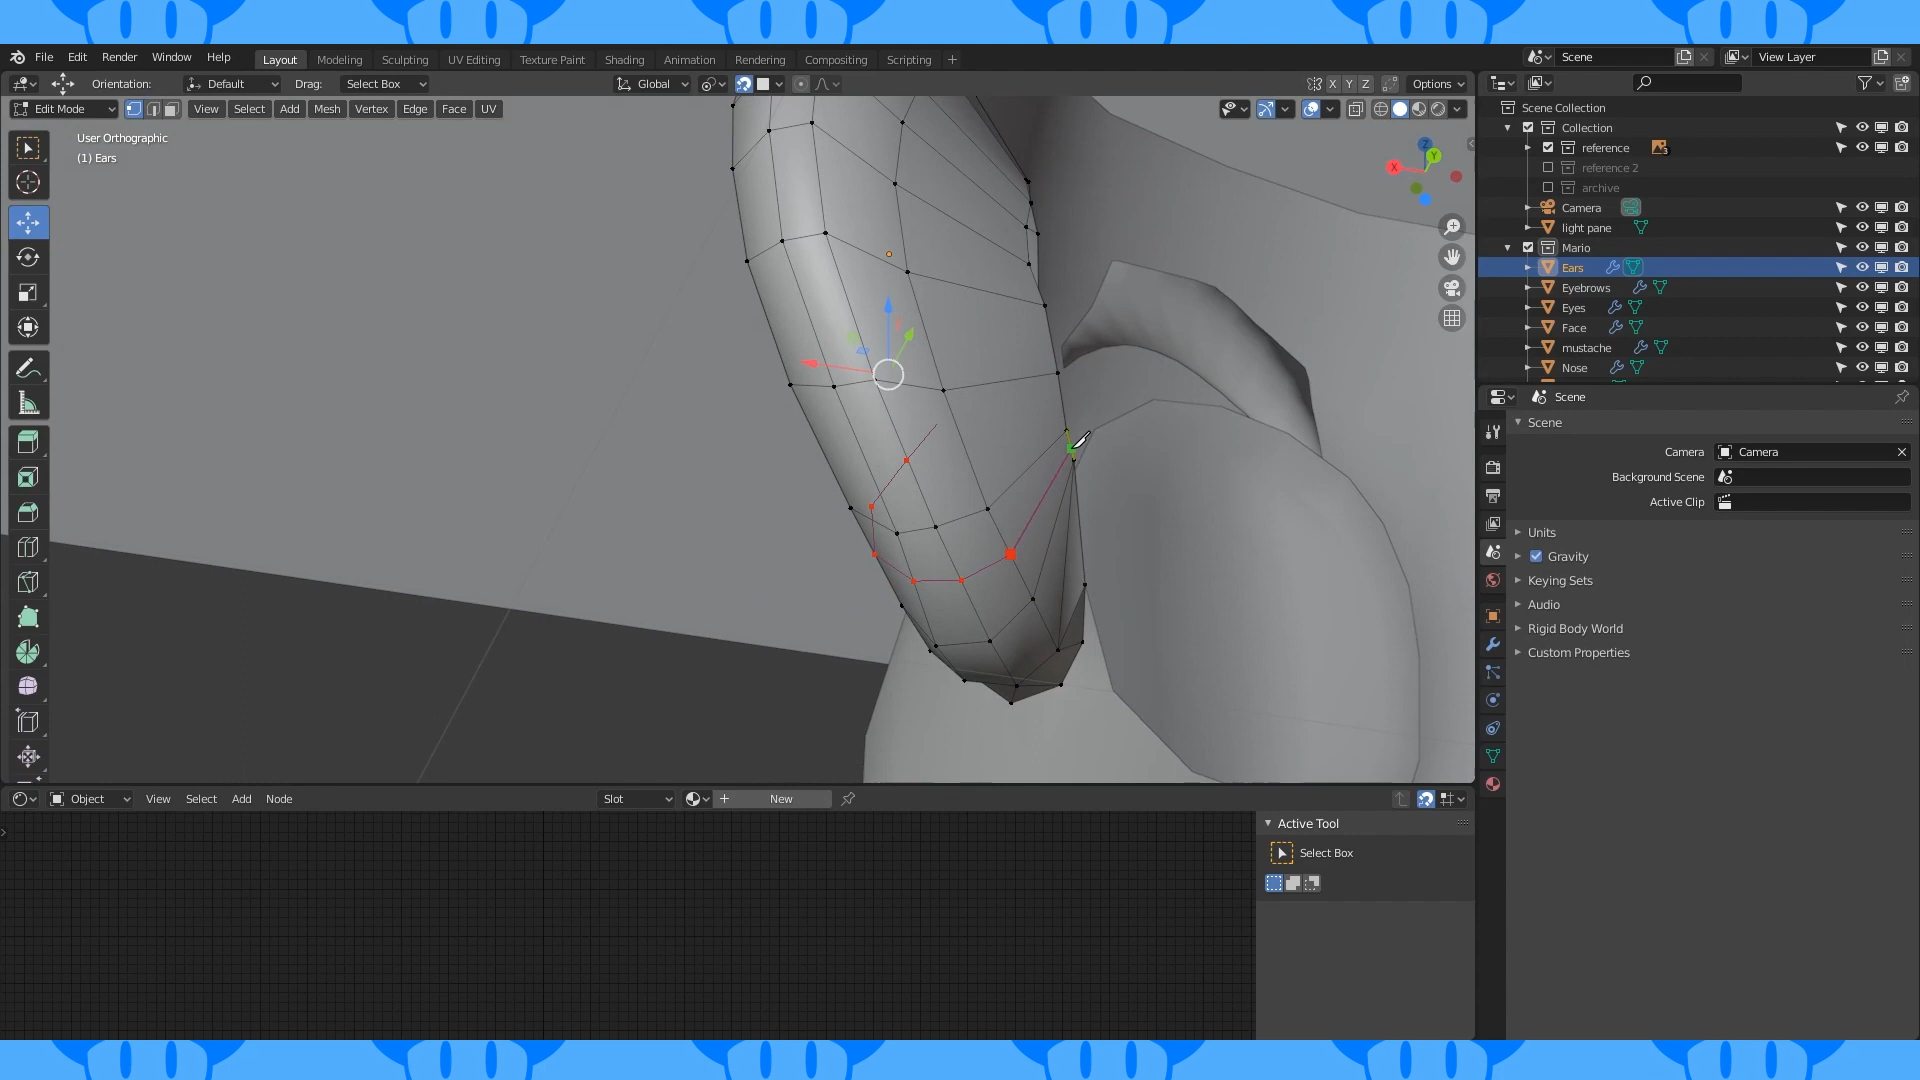 File Edit Render Window Help Layout Modeling Sculpting UV Editing Texture Paint Shading Animation Rendering Compositing Scripting + Scene View Layer
Orientation: Default Drag: Select Box Global X Y Z Options
Edit Mode View Select Add Mesh Vertex Edge Face UV
User Orthographic
(1) Ears
Z
Y
X
Scene Collection
Collection
reference 3
reference 2
archive
Camera
light pane
Mario
Ears
Eyebrows
Eyes
Face
mustache
Nose
Scene
Scene
Camera Camera
Background Scene
Active Clip
Units
Gravity
Keying Sets
Audio
Rigid Body World
Custom Properties
Object View Select Add Node Slot New
Active Tool
Select Box